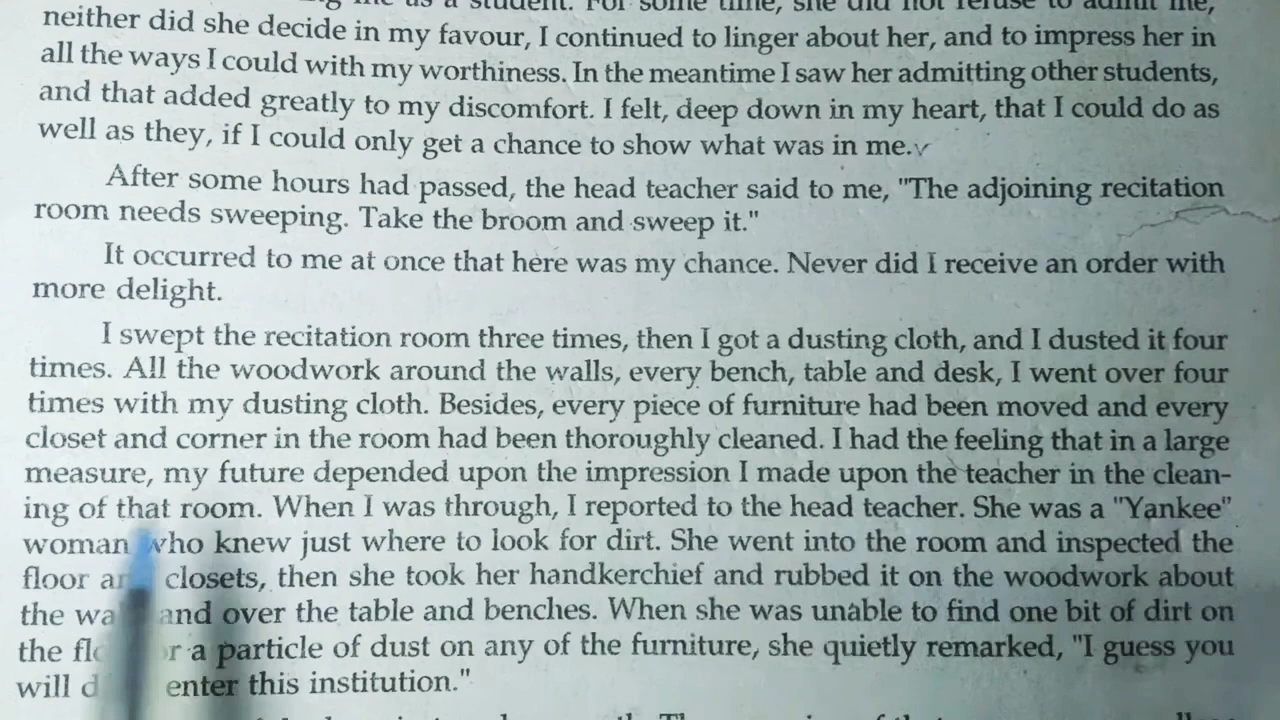 as a student. For some time, she did not refuse to admit me,
neither did she decide in my favour, I continued to linger about her, and to impress her in
all the ways I could with my worthiness. In the meantime I saw her admitting other students,
and that added greatly to my discomfort. I felt, deep down in my heart, that I could do as
well as they, if I could only get a chance to show what was in me.
After some hours had passed, the head teacher said to me, "The adjoining recitation
room needs sweeping. Take the broom and sweep it."
It occurred to me at once that here was my chance. Never did I receive an order with
more delight.
I swept the recitation room three times, then I got a dusting cloth, and I dusted it four
times. All the woodwork around the walls, every bench, table and desk, I went over four
times with my dusting cloth. Besides, every piece of furniture had been moved and every
closet and corner in the room had been thoroughly cleaned. I had the feeling that in a large
measure, my future depended upon the impression I made upon the teacher in the clean-
ing of that room. When I was through, I reported to the head teacher. She was a "Yankee"
woman who knew just where to look for dirt. She went into the room and inspected the
floor closets, then she took her handkerchief and rubbed it on the woodwork about
the and over the table and benches. When she was unable to find one bit of dirt on
the a particle of dust on any of the furniture, she quietly remarked, "I guess you
will enter this institution."